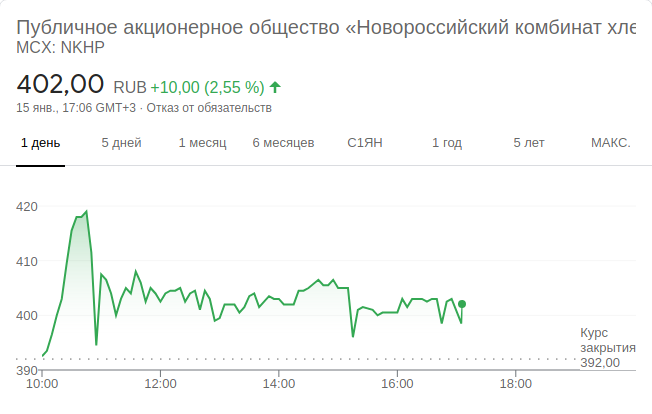 Публичное акционерное общество «Новороссийский комбинат хле
MCX: NKHP
402,00 RUB +10,00 (2,55 %)
15 янв., 17:06 GMT+3 · Отказ от обязательств
1 день 5 дней 1 месяц 6 месяцев С1ЯН 1 год 5 лет МАКС.
420
410
400
Курс
закрытия
392,00
390
10:00 12:00 14:00 16:00 18:00